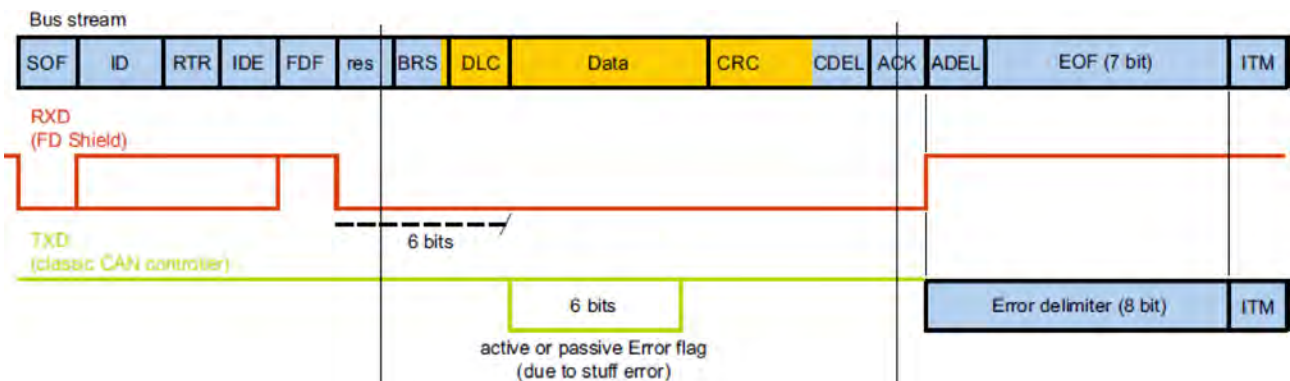 Bus stream
SOF ID RTR IDE FDF res BRS DLC Data CRC CDEL ACK ADEL EOF (7 bit) ITM
RXD
(FD Shield)
6 bits
TXD
(classic CAN controller)
6 bits
Error delimiter (8 bit) ITM
active or passive Error flag
(due to stuff error)